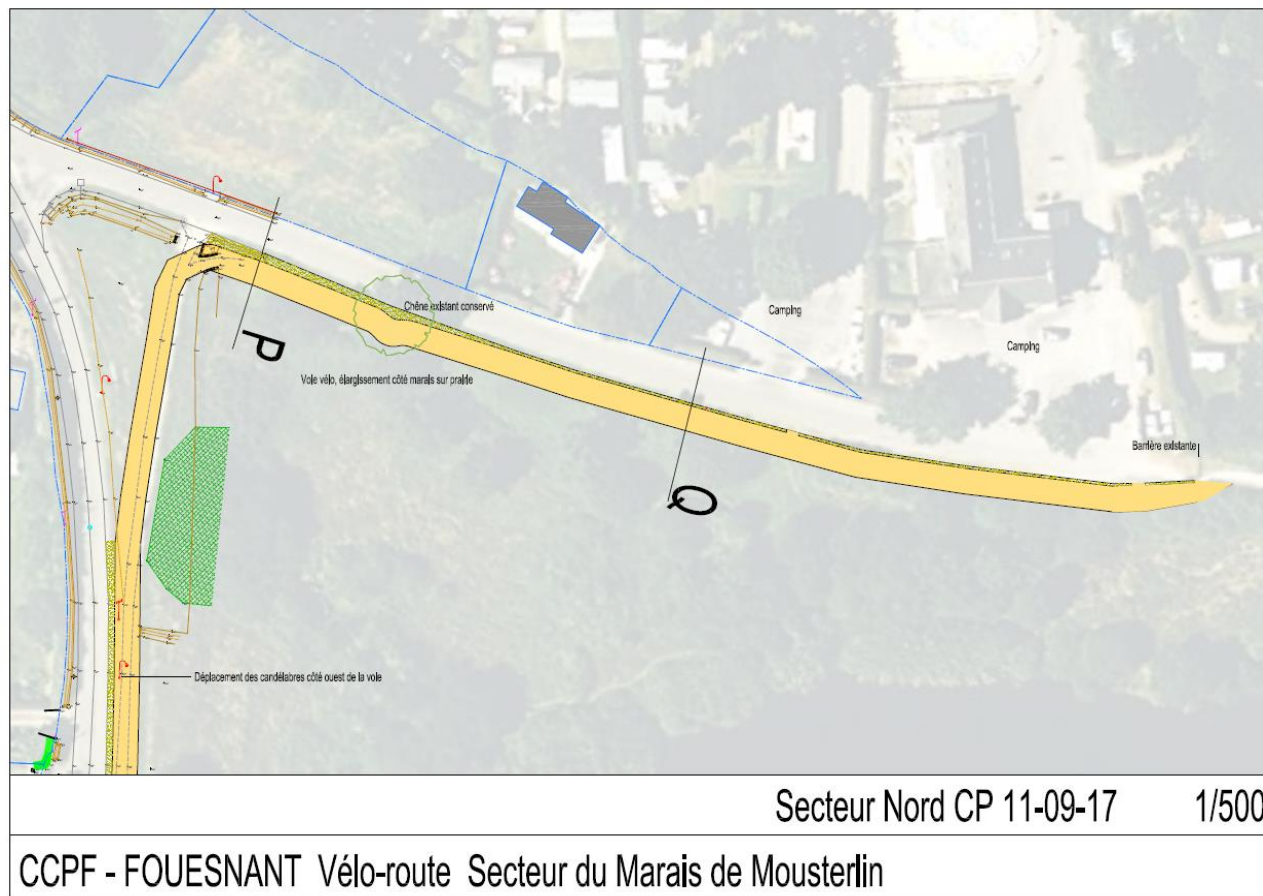 Chêne existant conservé
Camping
Camping
P
Voie vélo, élargissement côté marais sur prairie
Barrière existante
Q
Déplacement des candélabres côté ouest de la voie
Secteur Nord CP 11-09-17 1/500
CCPF - FOUESNANT Vélo-route Secteur du Marais de Mousterlin